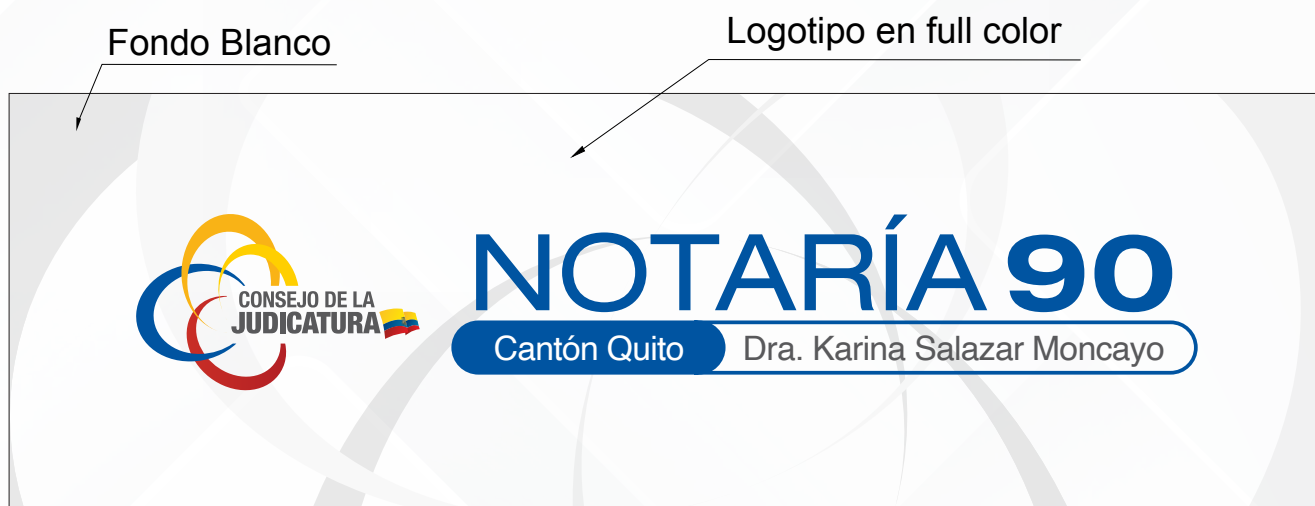 Fondo Blanco
Logotipo en full color
CONSEJO DE LA
JUDICATURA
NOTARÍA 90
Cantón Quito
Dra. Karina Salazar Moncayo